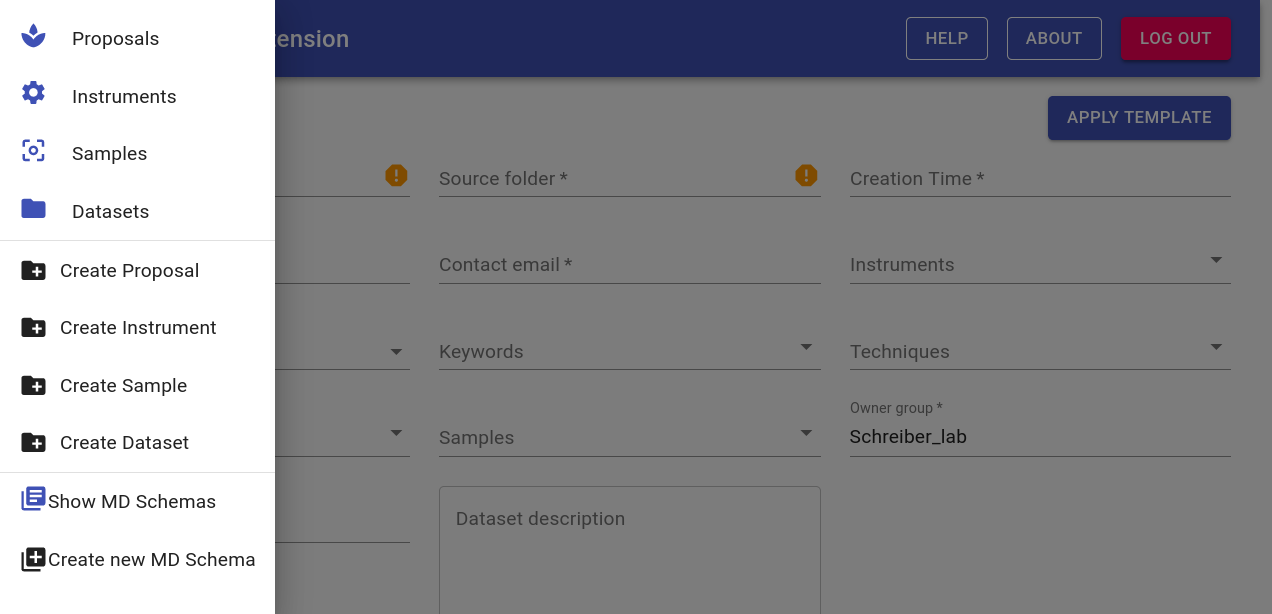 Proposals
Instruments
Samples
Datasets
Create Proposal
Create Instrument
Create Sample
Create Dataset
Show MD Schemas
Create new MD Schema
tension
HELP
ABOUT
LOG OUT
APPLY TEMPLATE
Source folder *
Creation Time *
Contact email *
Instruments
Keywords
Techniques
Samples
Owner group *
Schreiber_lab
Dataset description